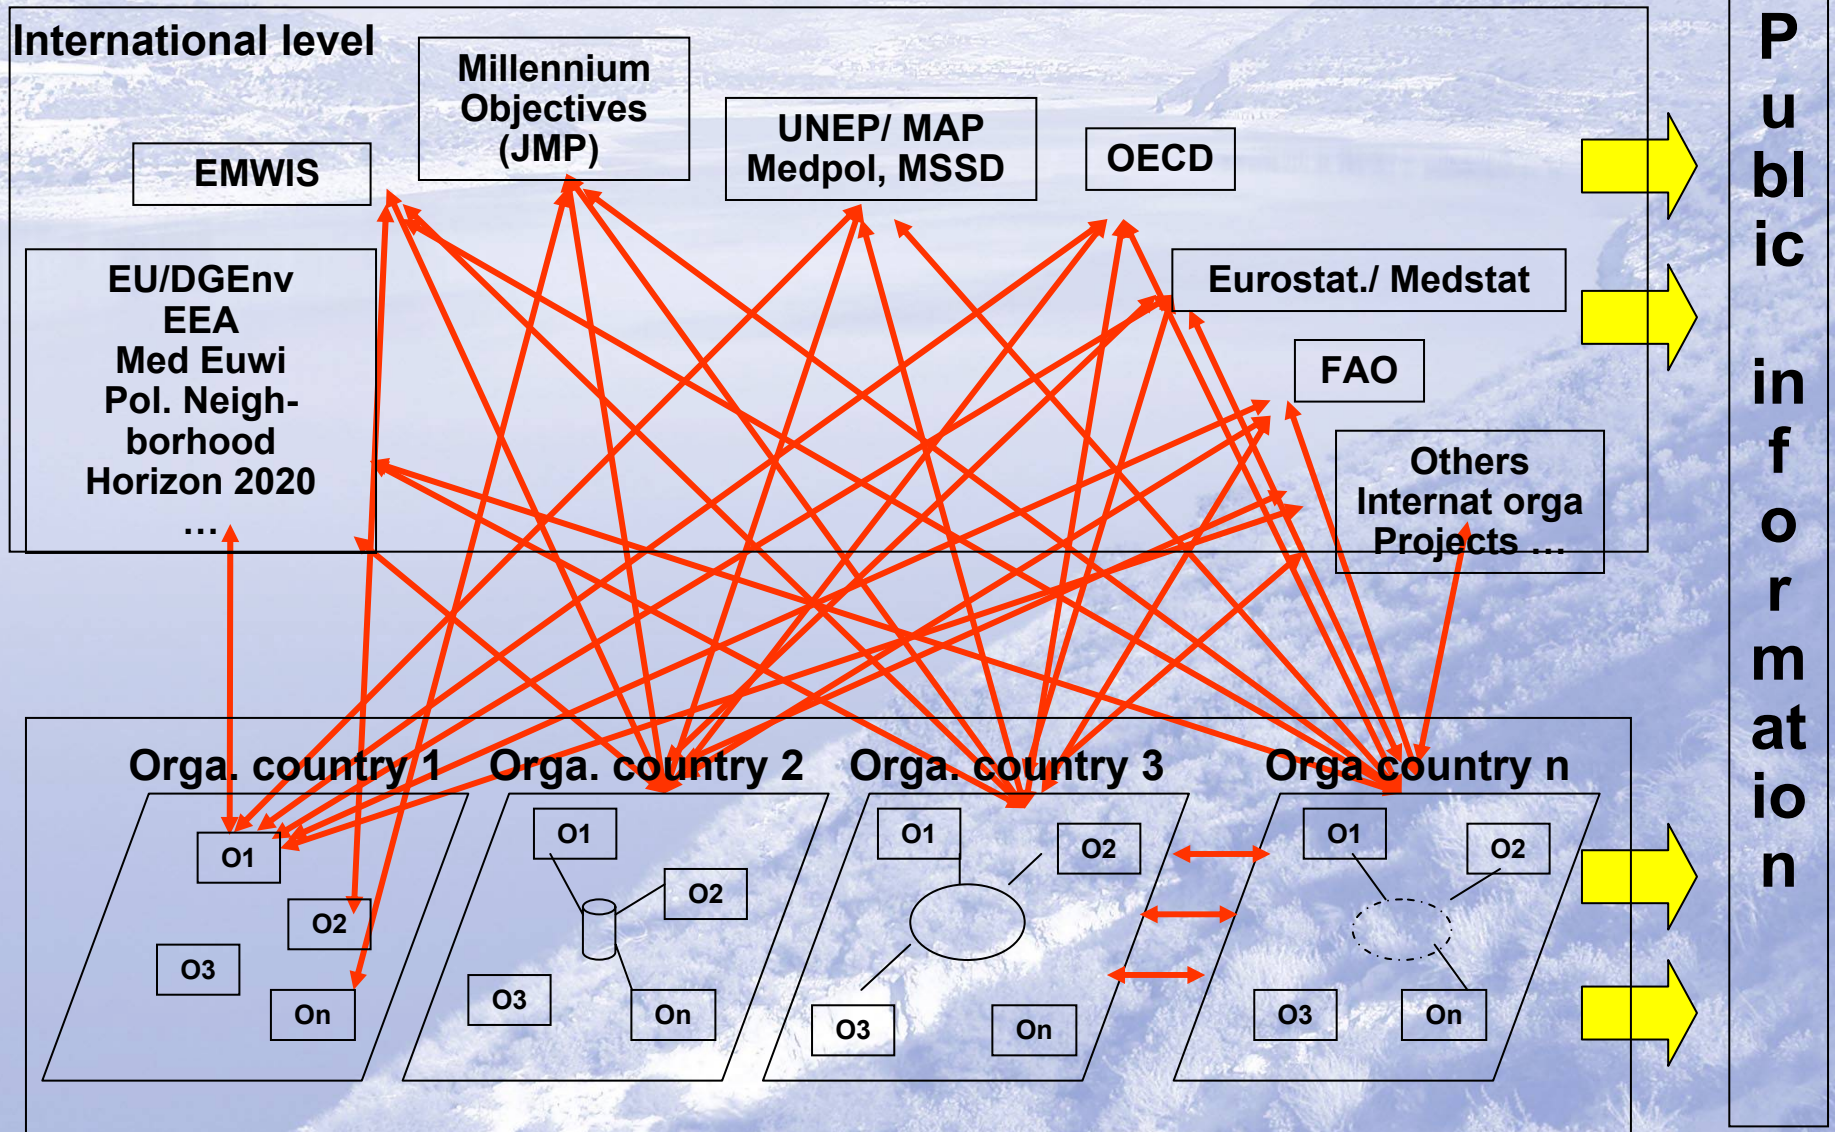 International level
Millennium
Objectives
(JMP)
UNEP/ MAP
Medpol, MSSD
OECD
EMWIS
EU/DGEnv
EEA
Med Euwi
Pol. Neigh-
borhood
Horizon 2020
...
Eurostat./ Medstat
FAO
Others
Internat orga
Projects ...
Orga. country 1
O1
O2
O3
On
Orga. country 2
O1
O2
O3
On
Orga. country 3
O1
O2
O3
On
Orga country n
O1
O2
O3
On
P
u
bl
ic
in
f
o
r
m
at
io
n